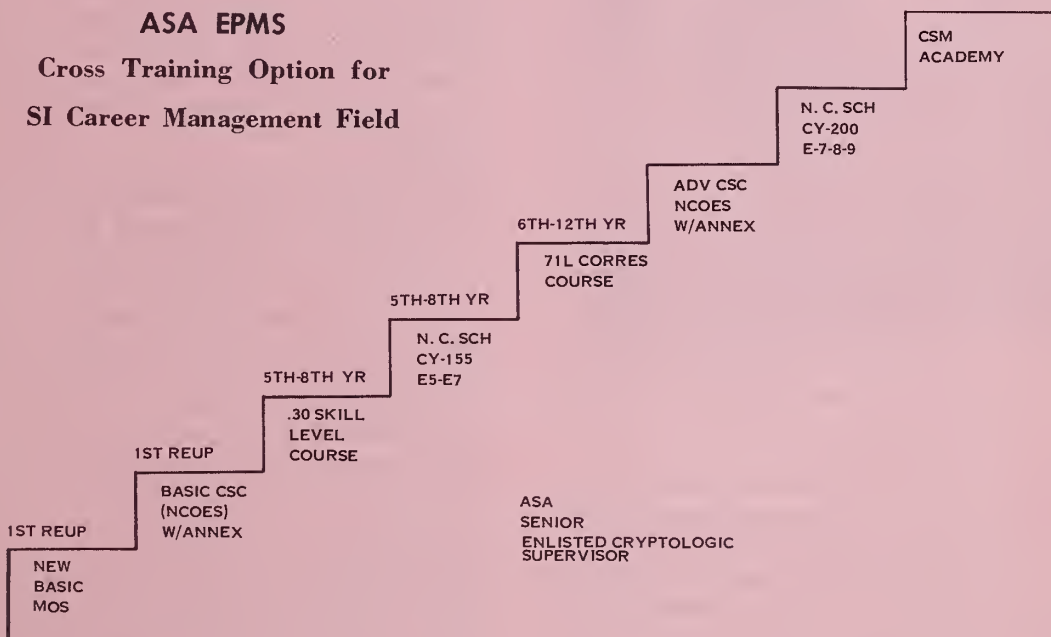 ASA EPMS
Cross Training Option for
SI Career Management Field
CSM
ACADEMY
N. C. SCH
CY-200
E-7-8-9
ADV CSC
NCOES
W/ANNEX
6TH-12TH YR
71L CORRES
COURSE
5TH-8TH YR
N. C. SCH
CY-155
E5-E7
5TH-8TH YR
.30 SKILL
LEVEL
COURSE
1ST REUP
BASIC CSC
(NCOES)
W/ANNEX
1ST REUP
NEW
BASIC
MOS
ASA
SENIOR
ENLISTED CRYPTOLOGIC
SUPERVISOR